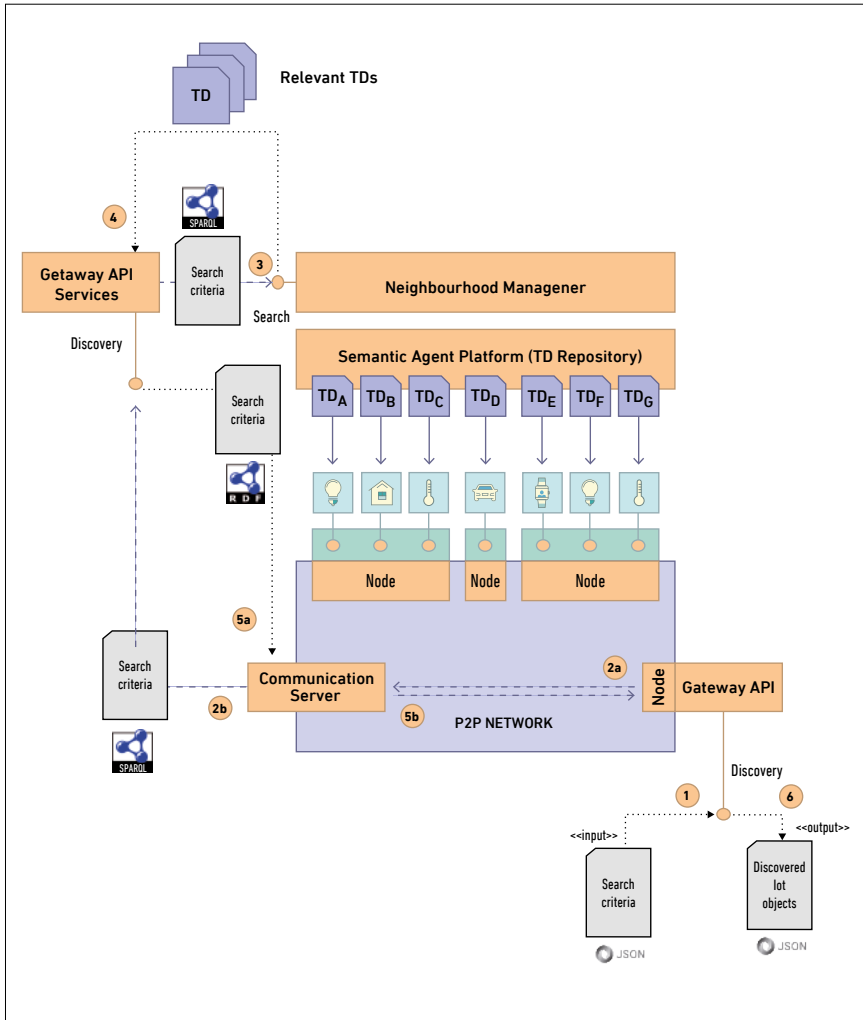 TD
Relevant TDs
SPARQL
4
Getaway API
Services
Search
criteria
3
Search
Neighbourhood Managener
Discovery
Semantic Agent Platform (TD Repository)
TDA
TDB
TDC
TDD
TDE
TDF
TDG
Search
criteria
RDF
Node
Node
Node
5a
Search
criteria
2b
SPARQL
Communication
Server
2a
5b
P2P NETWORK
Node
Gateway API
Discovery
1
6
<<input>>
<<output>>
Search
criteria
JSON
Discovered
Iot
objects
JSON